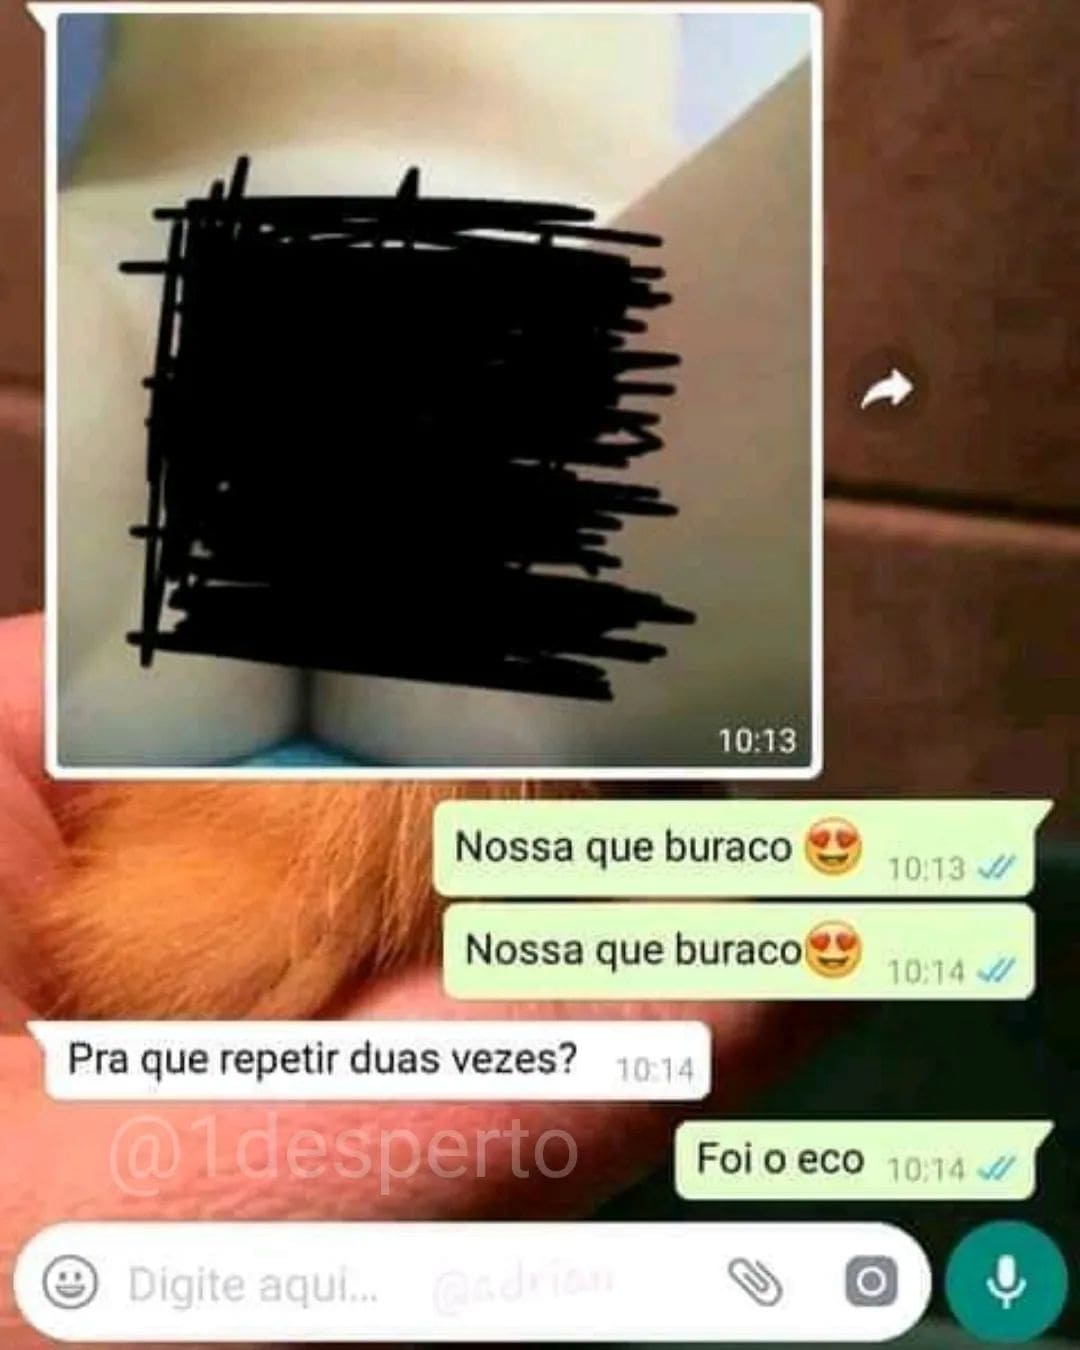 10:13
Nossa que buraco 😍 10:13
Nossa que buraco😍 10:14
Pra que repetir duas vezes? 10:14
@1desperto
Foi o eco 10:14
Digite aqui... @adrian